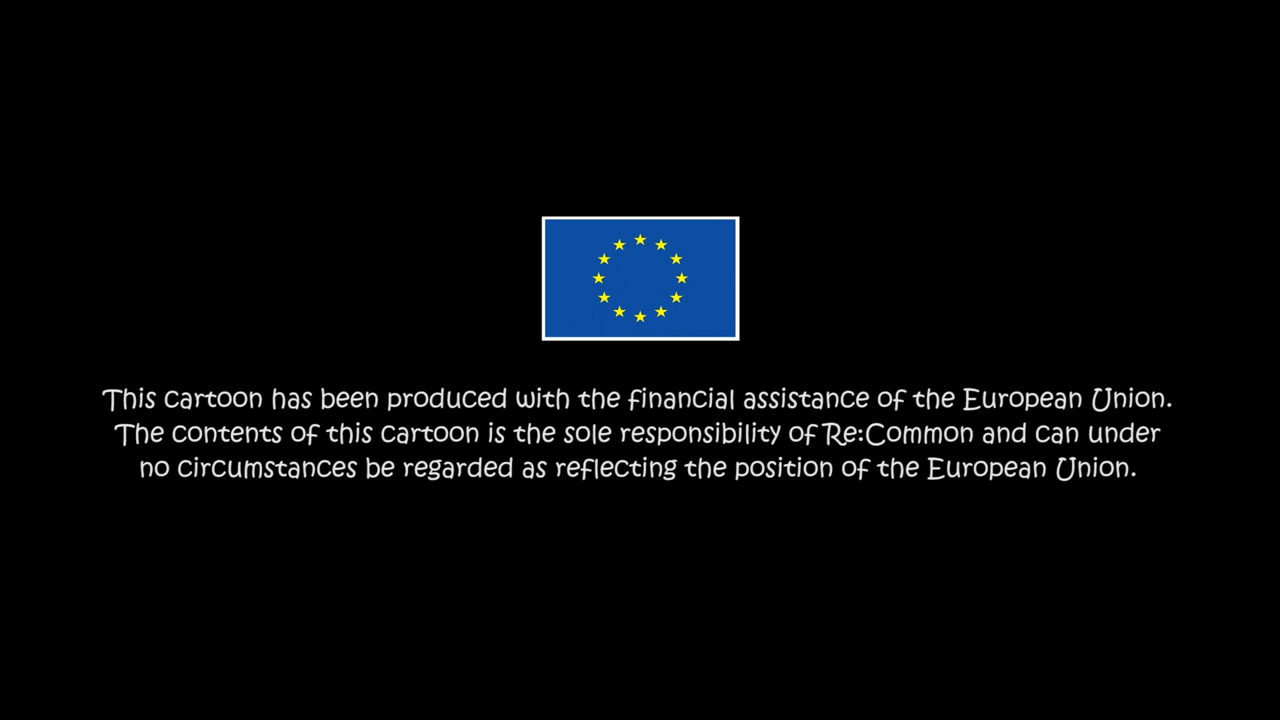 This cartoon has been produced with the financial assistance of the European Union.
The contents of this cartoon is the sole responsibility of Re:Common and can under
no circumstances be regarded as reflecting the position of the European Union.